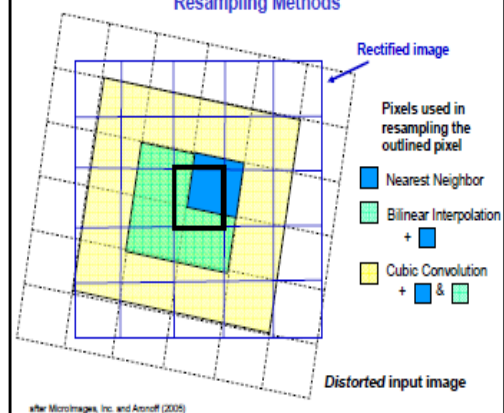 Resampling Methods
Rectified image
Pixels used in
resampling the
outlined pixel
Nearest Neighbor
Bilinear Interpolation
+
Cubic Convolution
+ &
Distorted input image
after MicroImages, Inc. and Aronoff (2005)